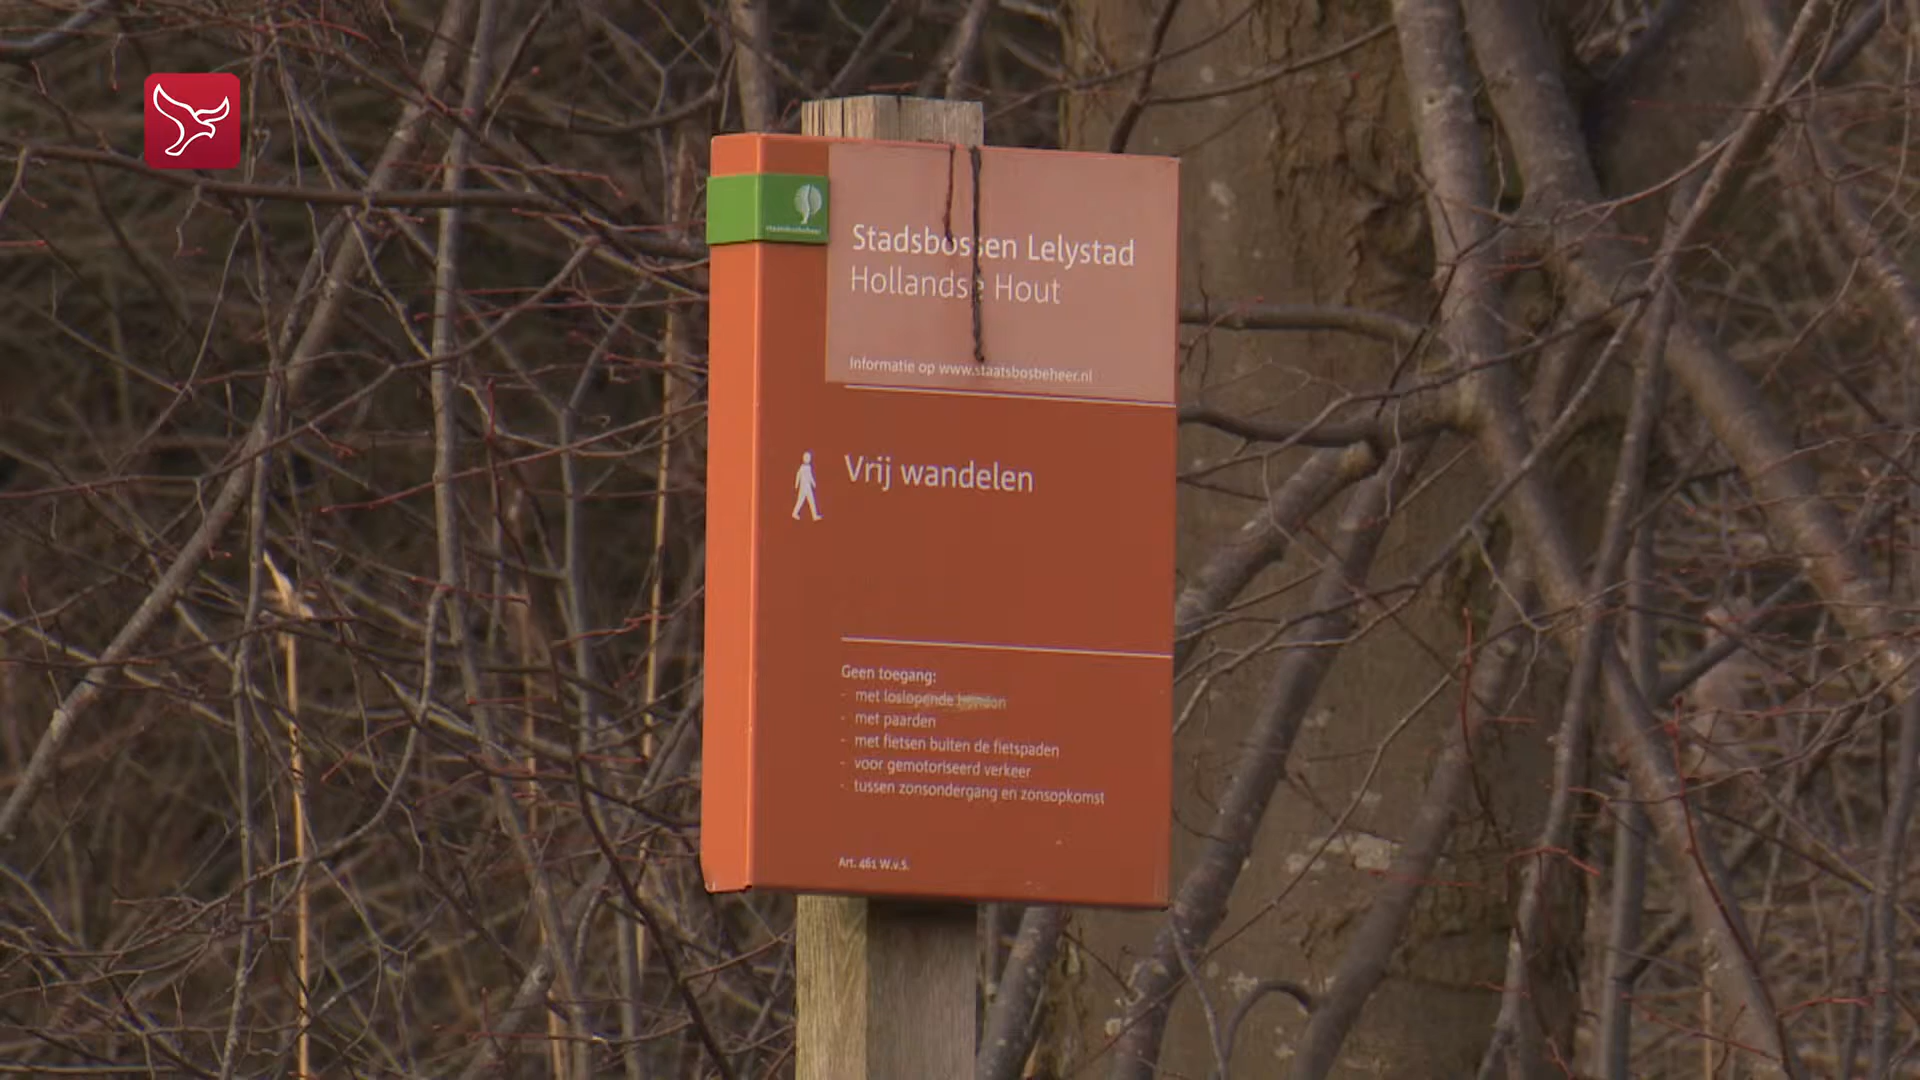 staatsbosbeheer
Stadsbossen Lelystad
Hollandse Hout
Informatie op www.staatsbosbeheer.nl
Vrij wandelen
Geen toegang:
- met loslopende
- met paarden
- met fietsen buiten de fietspaden
- voor gemotoriseerd verkeer
- tussen zonsondergang en zonsopkomst
Art. 461 W.v.S.